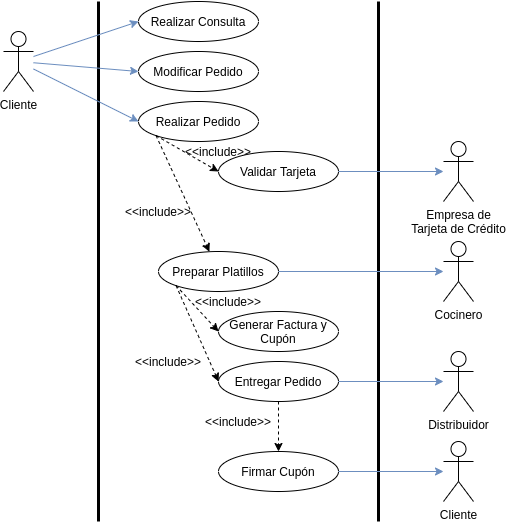 Realizar Consulta
Cliente
Modificar Pedido
Realizar Pedido
<<include>>
Validar Tarjeta
<<include>>
Empresa de
Tarjeta de Crédito
Preparar Platillos
<<include>>
Cocinero
Generar Factura y
Cupón
<<include>>
Entregar Pedido
Distribuidor
<<include>>
Firmar Cupón
Cliente